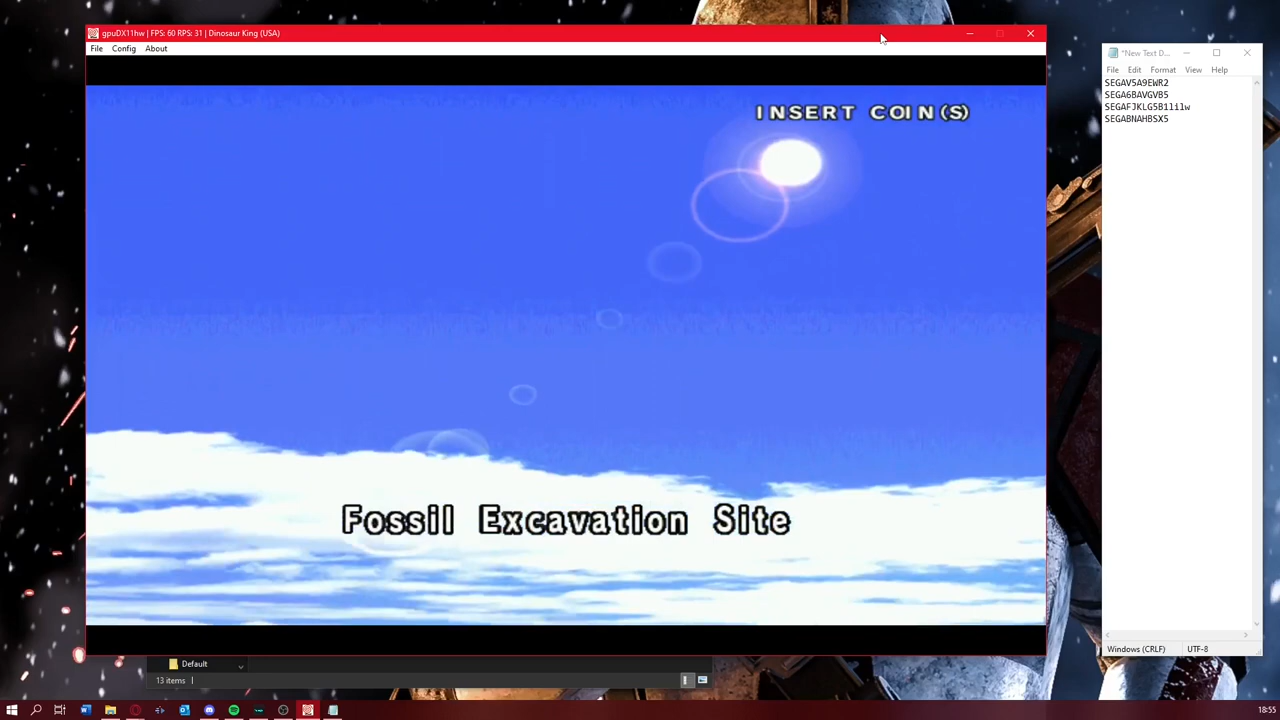 gpuDX11hw | FPS: 60 RPS: 31 | Dinosaur King (USA)
File Config About
INSERT COIN(S)
Fossil Excavation Site
*New Text D...
File Edit Format View Help
SEGAV5A9EWR2
SEGA6BAVGVB5
SEGAFJKLG5B1lilw
SEGABNAHBSX5
Windows (CRLF) UTF-8
Default
13 items
18:55